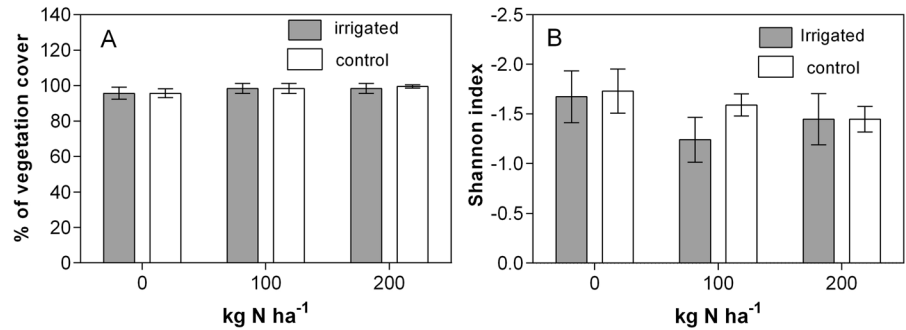 A
irrigated
control
% of vegetation cover
140
120
100
80
60
40
20
0
0
100
200
kg N ha⁻¹
B
Irrigated
control
Shannon index
-2.5
-2.0
-1.5
-1.0
-0.5
0.0
0
100
200
kg N ha⁻¹